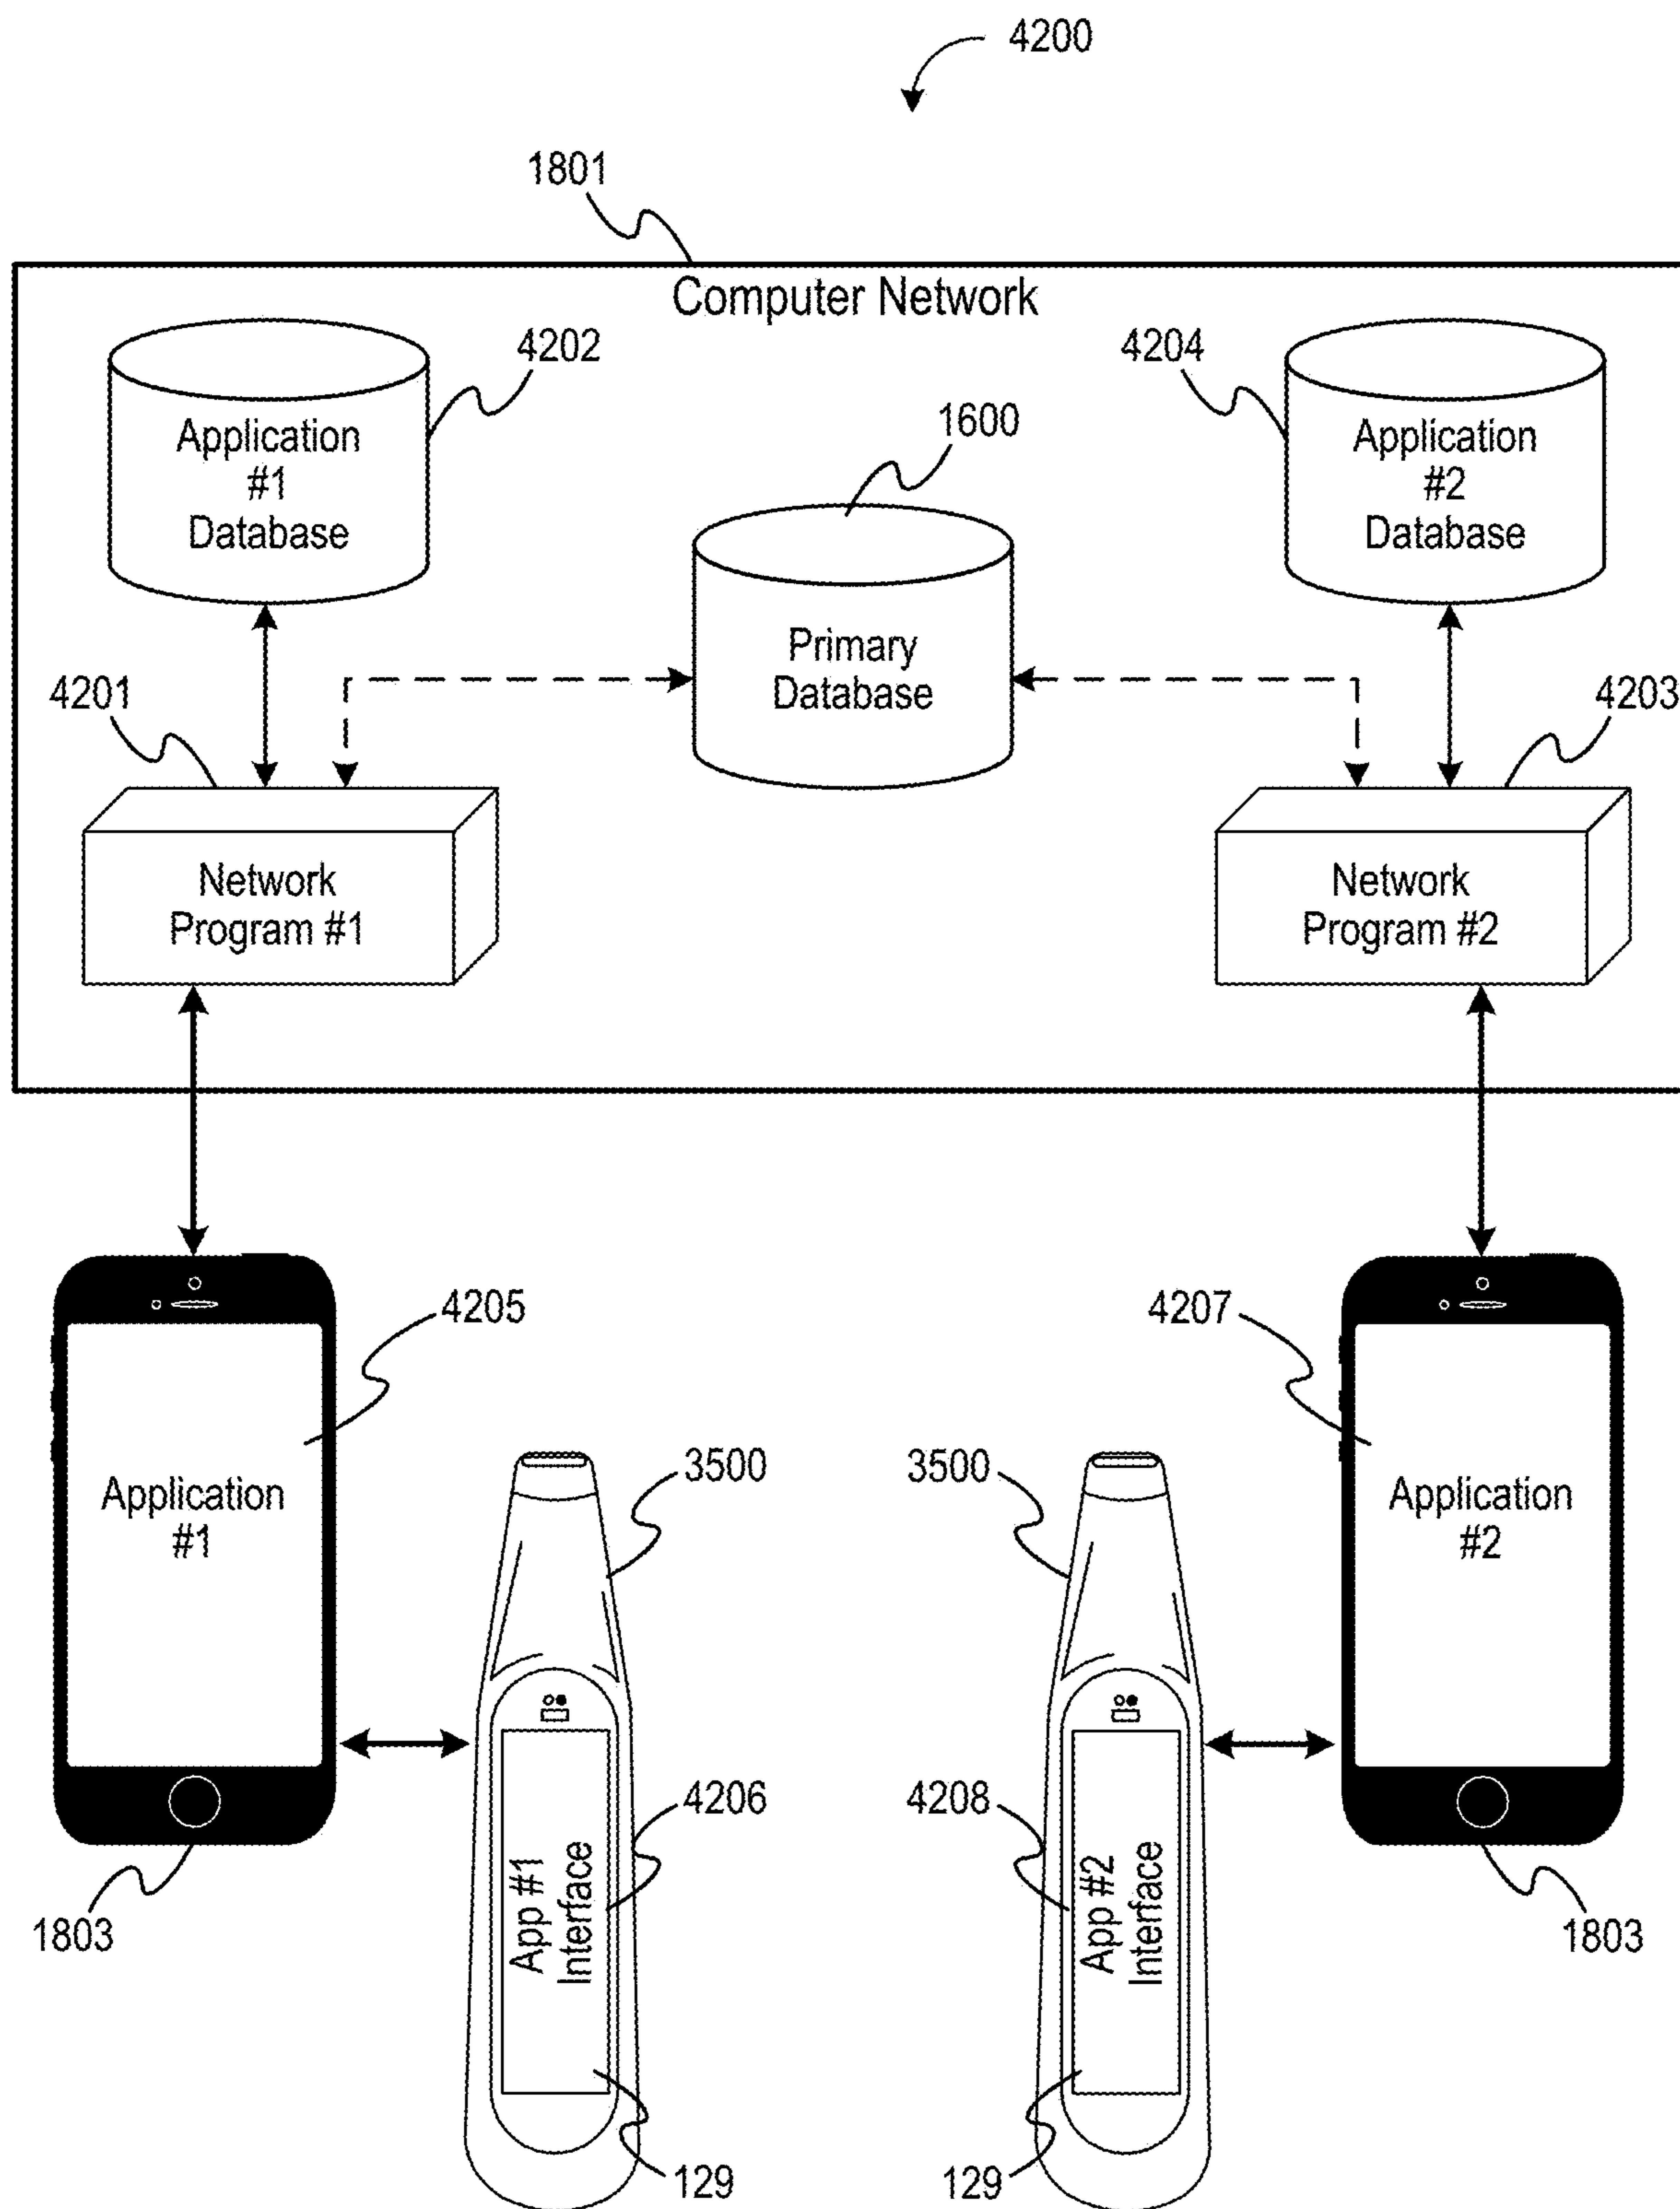 4200
1801
Computer Network
4202
4204
Application
#1
Database
1600
Application
#2
Database
Primary
Database
4201
4203
Network
Program #1
Network
Program #2
4205
4207
Application
#1
3500
3500
Application
#2
4206
4208
App #1
Interface
App #2
Interface
1803
1803
129
129